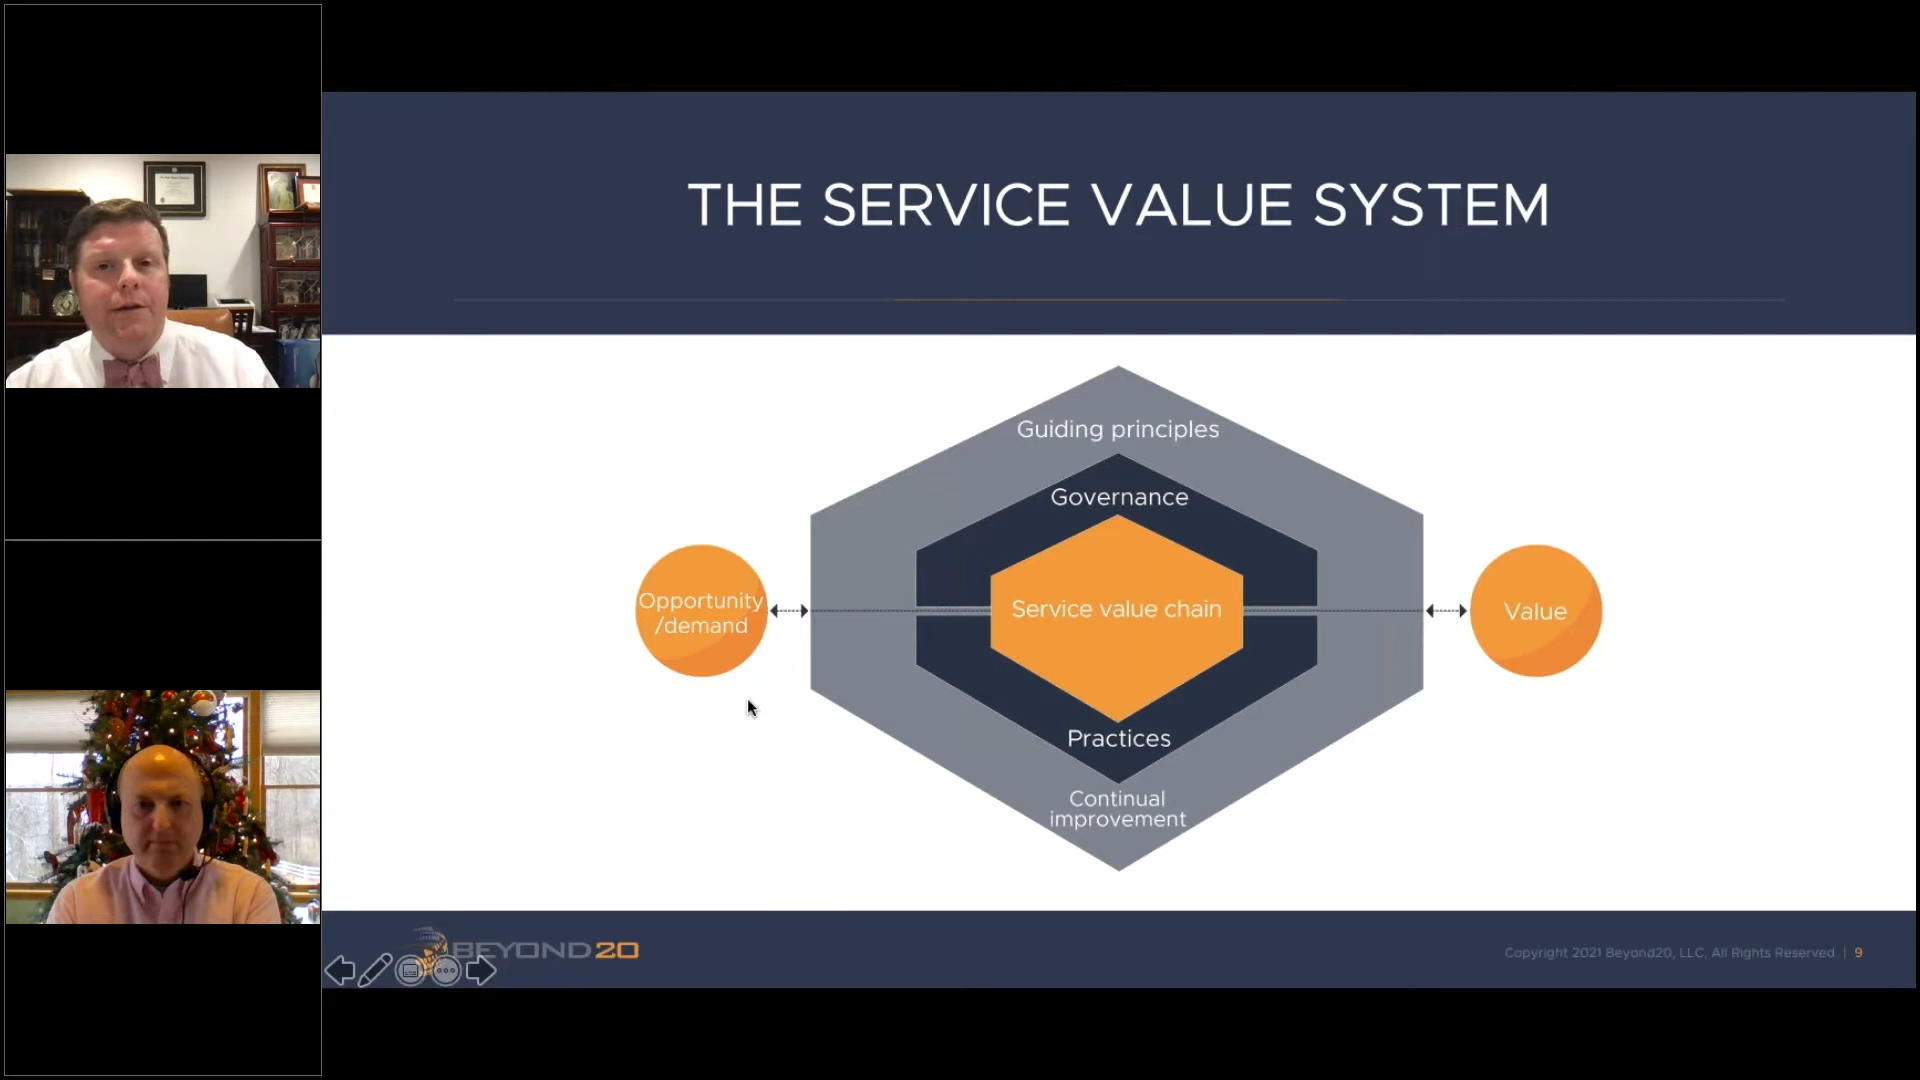 THE SERVICE VALUE SYSTEM
Guiding principles
Governance
Opportunity
/demand
Service value chain
Value
Practices
Continual
improvement
BEYOND20
Copyright 2021 Beyond20, LLC, All Rights Reserved | 9